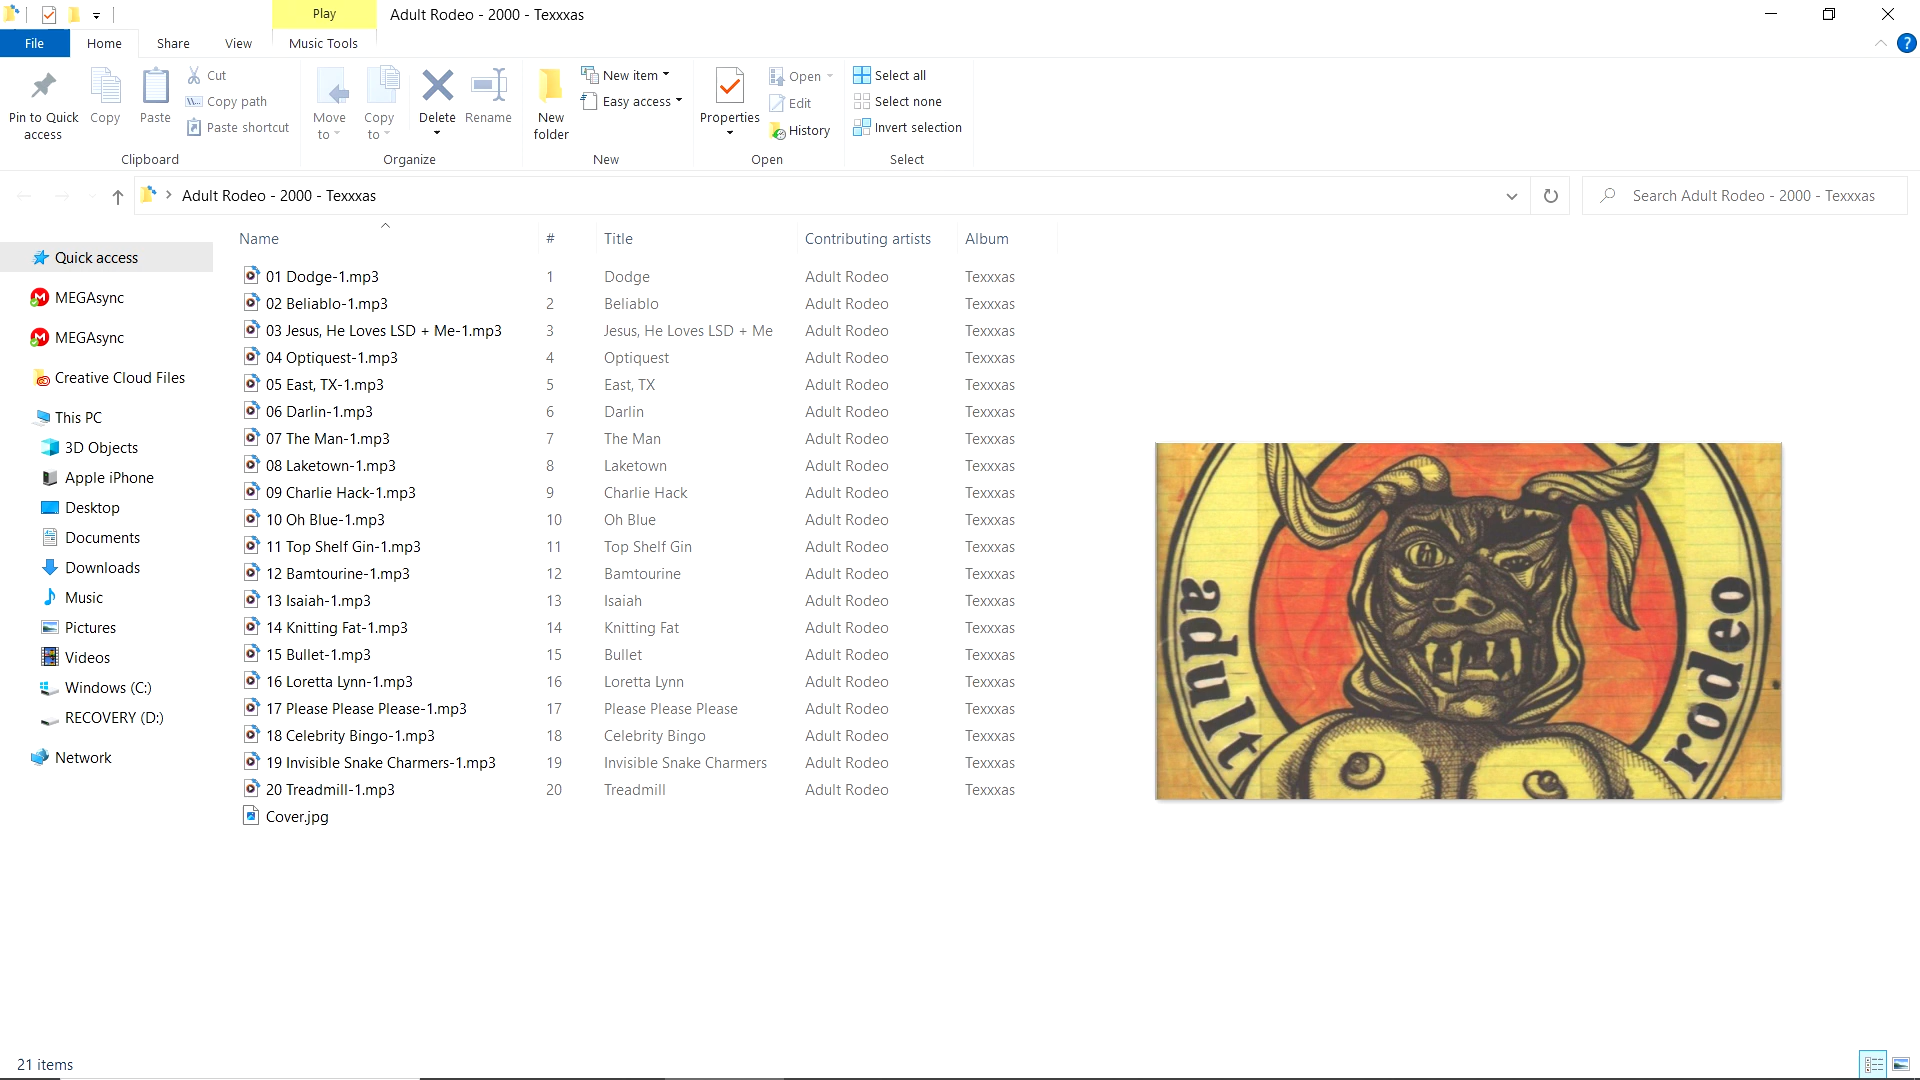 Play
Adult Rodeo - 2000 - Texxxas
File
Home
Share
View
Music Tools
Pin to Quick access
Copy
Paste
Cut
Copy path
Paste shortcut
Clipboard
Move to
Copy to
Delete
Rename
Organize
New folder
New item
Easy access
New
Properties
Open
Edit
History
Open
Select all
Select none
Invert selection
Select
Adult Rodeo - 2000 - Texxxas
Search Adult Rodeo - 2000 - Texxxas
Quick access
MEGAsync
MEGAsync
Creative Cloud Files
This PC
3D Objects
Apple iPhone
Desktop
Documents
Downloads
Music
Pictures
Videos
Windows (C:)
RECOVERY (D:)
Network
Name # Title Contributing artists Album
01 Dodge-1.mp3 1 Dodge Adult Rodeo Texxxas
02 Beliablo-1.mp3 2 Beliablo Adult Rodeo Texxxas
03 Jesus, He Loves LSD + Me-1.mp3 3 Jesus, He Loves LSD + Me Adult Rodeo Texxxas
04 Optiquest-1.mp3 4 Optiquest Adult Rodeo Texxxas
05 East, TX-1.mp3 5 East, TX Adult Rodeo Texxxas
06 Darlin-1.mp3 6 Darlin Adult Rodeo Texxxas
07 The Man-1.mp3 7 The Man Adult Rodeo Texxxas
08 Laketown-1.mp3 8 Laketown Adult Rodeo Texxxas
09 Charlie Hack-1.mp3 9 Charlie Hack Adult Rodeo Texxxas
10 Oh Blue-1.mp3 10 Oh Blue Adult Rodeo Texxxas
11 Top Shelf Gin-1.mp3 11 Top Shelf Gin Adult Rodeo Texxxas
12 Bamtourine-1.mp3 12 Bamtourine Adult Rodeo Texxxas
13 Isaiah-1.mp3 13 Isaiah Adult Rodeo Texxxas
14 Knitting Fat-1.mp3 14 Knitting Fat Adult Rodeo Texxxas
15 Bullet-1.mp3 15 Bullet Adult Rodeo Texxxas
16 Loretta Lynn-1.mp3 16 Loretta Lynn Adult Rodeo Texxxas
17 Please Please Please-1.mp3 17 Please Please Please Adult Rodeo Texxxas
18 Celebrity Bingo-1.mp3 18 Celebrity Bingo Adult Rodeo Texxxas
19 Invisible Snake Charmers-1.mp3 19 Invisible Snake Charmers Adult Rodeo Texxxas
20 Treadmill-1.mp3 20 Treadmill Adult Rodeo Texxxas
Cover.jpg
adult rodeo
21 items